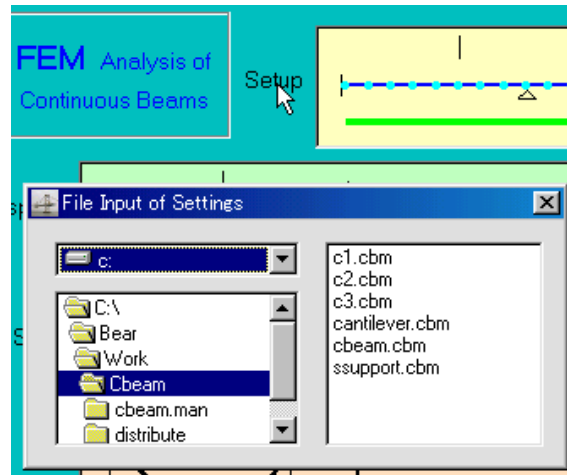 FEM Analysis of
Continuous Beams
Setup
File Input of Settings
c:
C:\
Bear
Work
Cbeam
cbeam.man
distribute
c1.cbm
c2.cbm
c3.cbm
cantilever.cbm
cbeam.cbm
ssupport.cbm